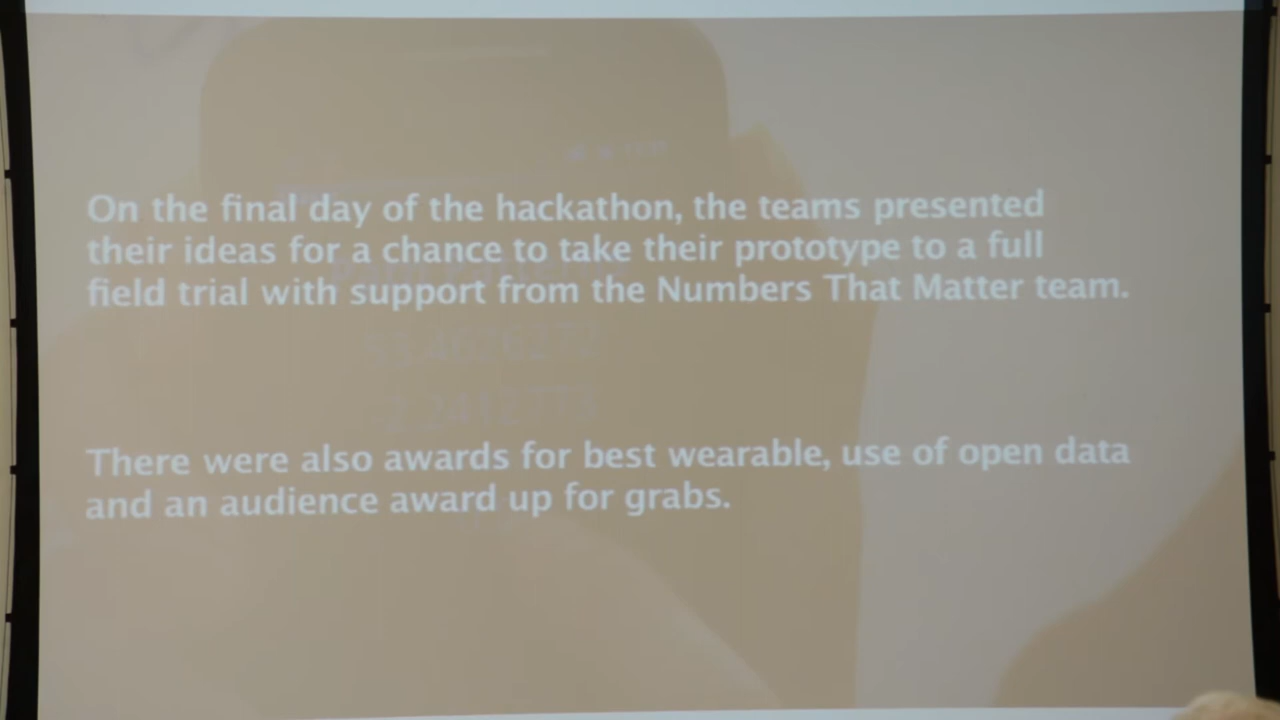 On the final day of the hackathon, the teams presented
their ideas for a chance to take their prototype to a full
field trial with support from the Numbers That Matter team.
There were also awards for best wearable, use of open data
and an audience award up for grabs.